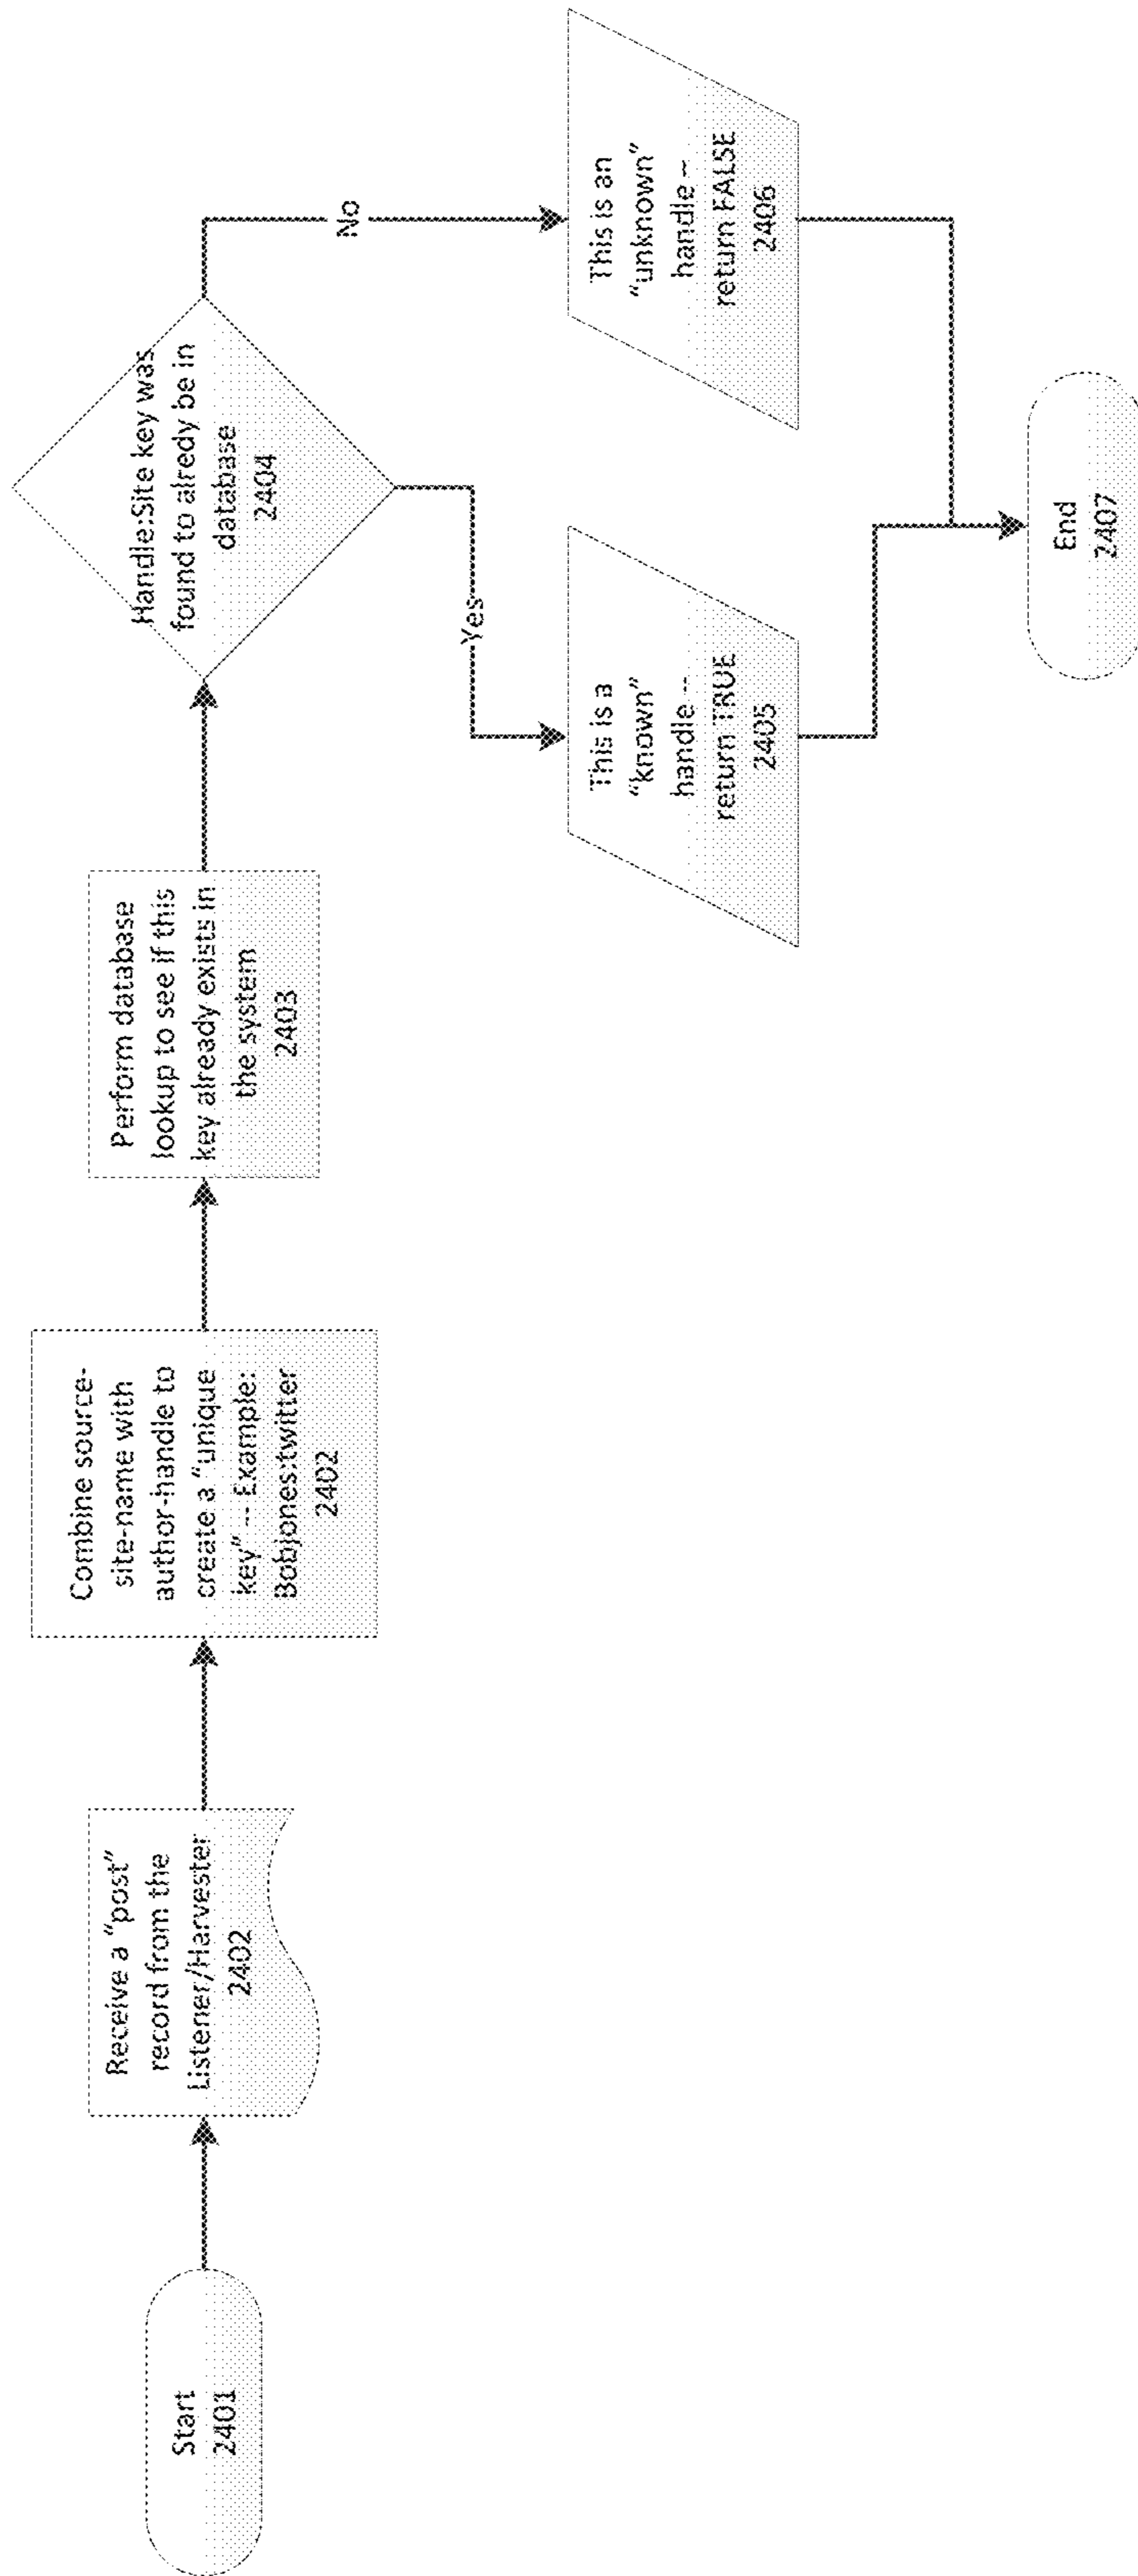 Start
2401
Receive a "post"
record from the
Listener/Harvester
2402
Combine source-
site-name with
author-handle to
create a "unique
key" -- Example:
Bobjones:twitter
2402
Perform database
lookup to see if this
key already exists in
the system
2403
Handle:Site key was
found to alredy be in
database
2404
Yes
No
This is a
"known"
handle --
return TRUE
2405
This is an
"unknown"
handle –
return FALSE
2406
End
2407